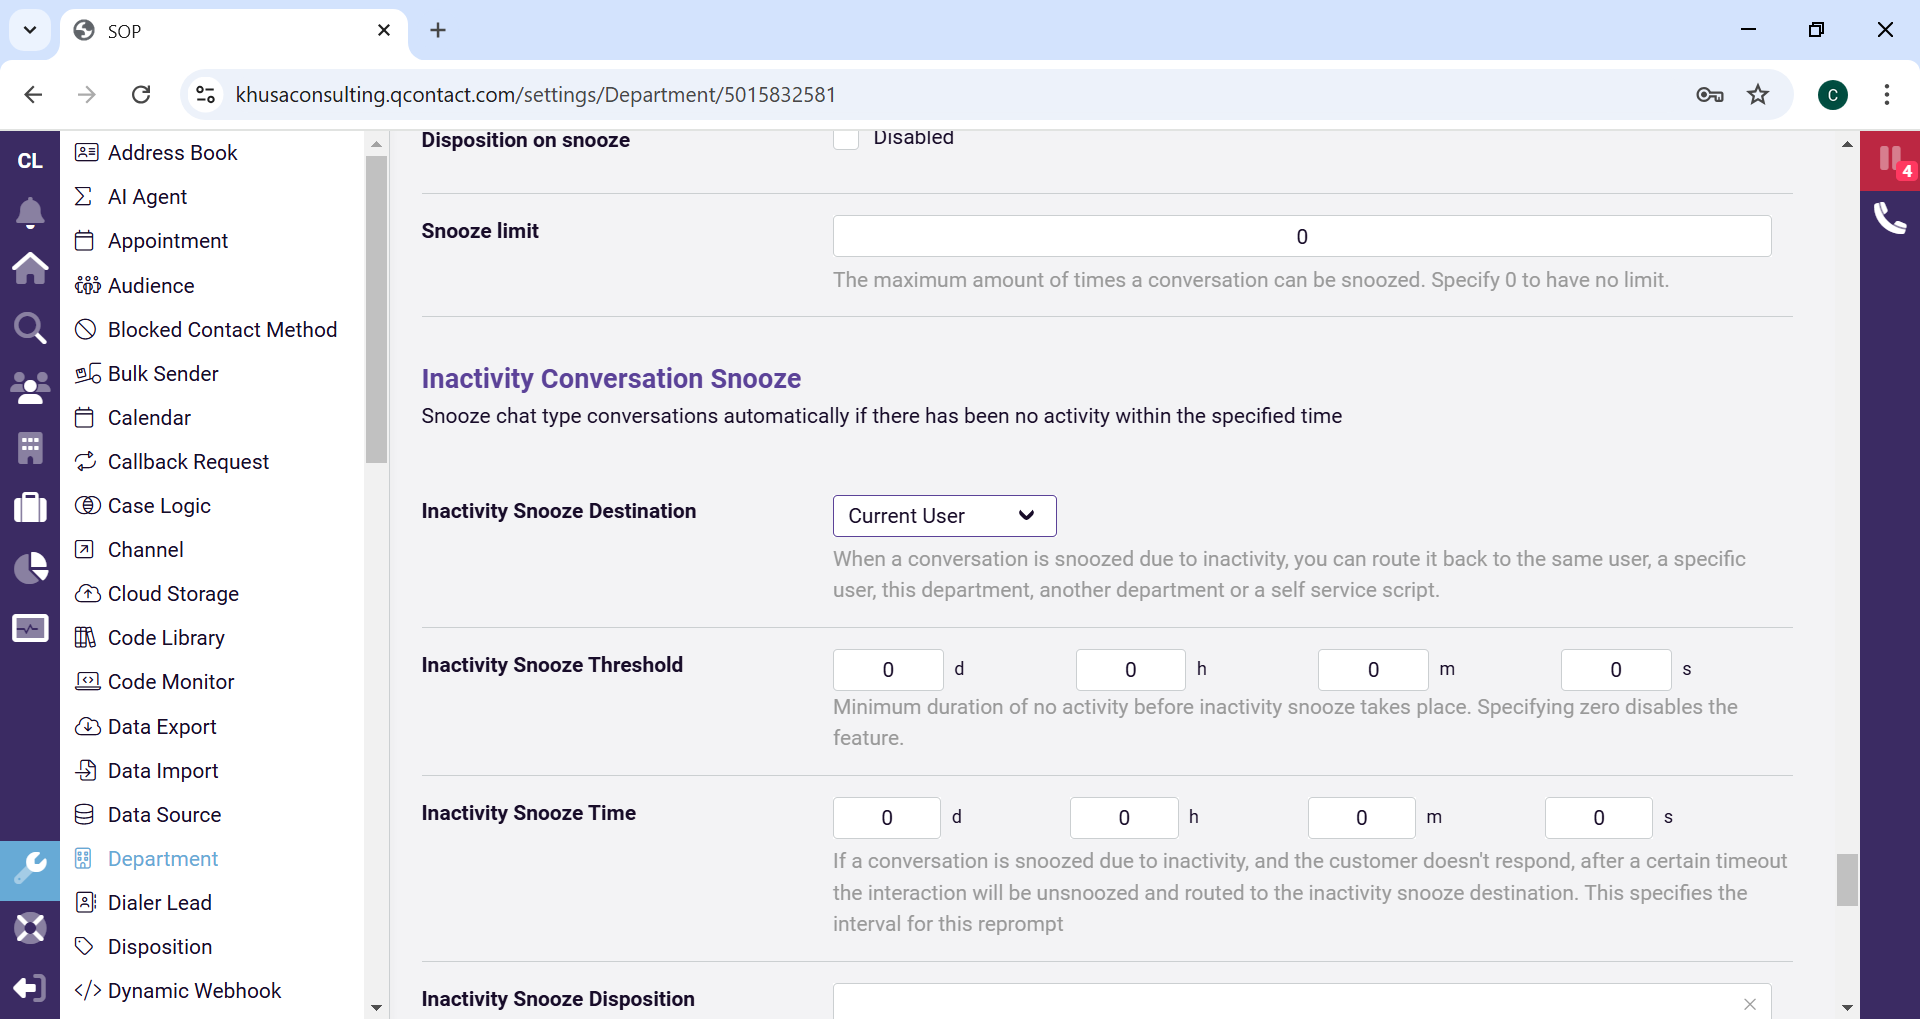 SOP
khusaconsulting.qcontact.com/settings/Department/5015832581
C
CL
4
Address Book
AI Agent
Appointment
Audience
Blocked Contact Method
Bulk Sender
Calendar
Callback Request
Case Logic
Channel
Cloud Storage
Code Library
Code Monitor
Data Export
Data Import
Data Source
Department
Dialer Lead
Disposition
Dynamic Webhook
Disposition on snooze
Disabled
Snooze limit
0
The maximum amount of times a conversation can be snoozed. Specify 0 to have no limit.
Inactivity Conversation Snooze
Snooze chat type conversations automatically if there has been no activity within the specified time
Inactivity Snooze Destination
Current User
When a conversation is snoozed due to inactivity, you can route it back to the same user, a specific
user, this department, another department or a self service script.
Inactivity Snooze Threshold
0 d 0 h 0 m 0 s
Minimum duration of no activity before inactivity snooze takes place. Specifying zero disables the
feature.
Inactivity Snooze Time
0 d 0 h 0 m 0 s
If a conversation is snoozed due to inactivity, and the customer doesn't respond, after a certain timeout
the interaction will be unsnoozed and routed to the inactivity snooze destination. This specifies the
interval for this reprompt
Inactivity Snooze Disposition